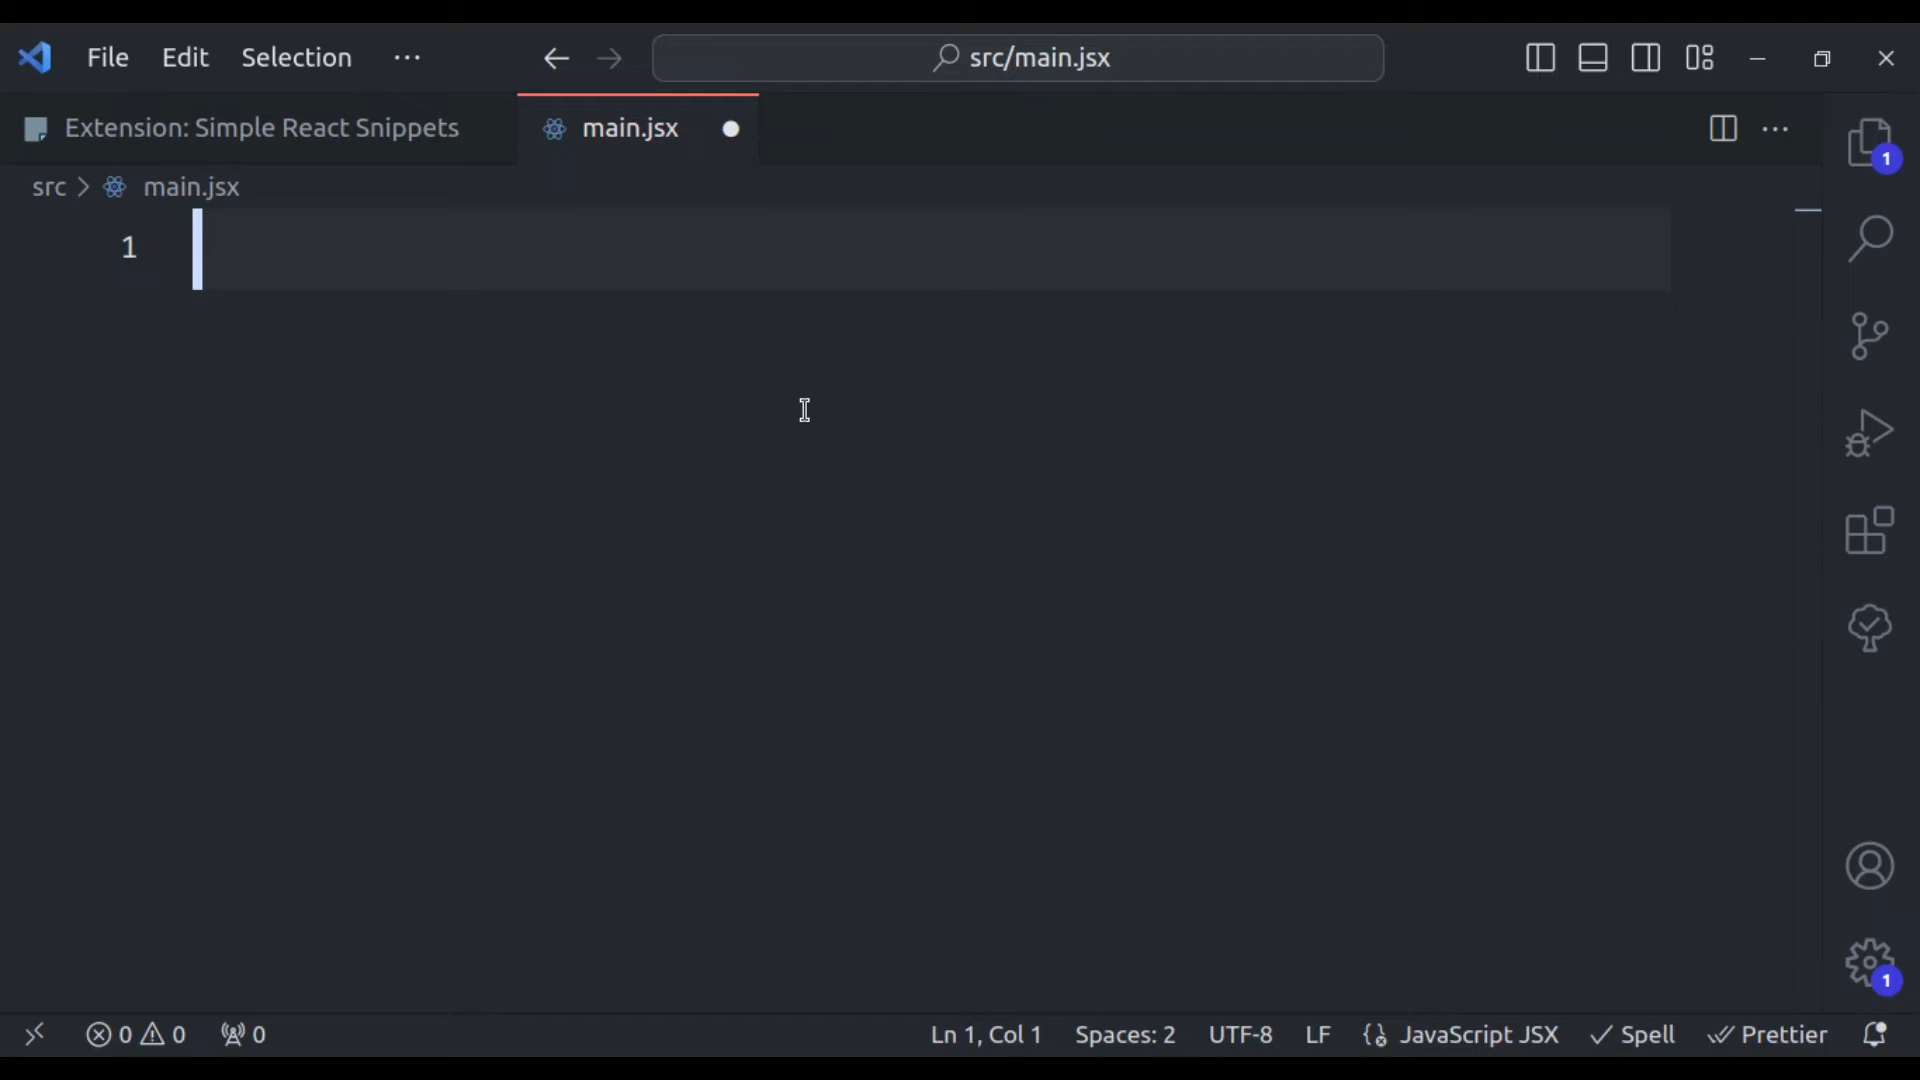 File Edit Selection ··· src/main.jsx
Extension: Simple React Snippets main.jsx ···
src > main.jsx
1
1
1
0 0 0 Ln 1, Col 1 Spaces: 2 UTF-8 LF {} JavaScript JSX Spell Prettier